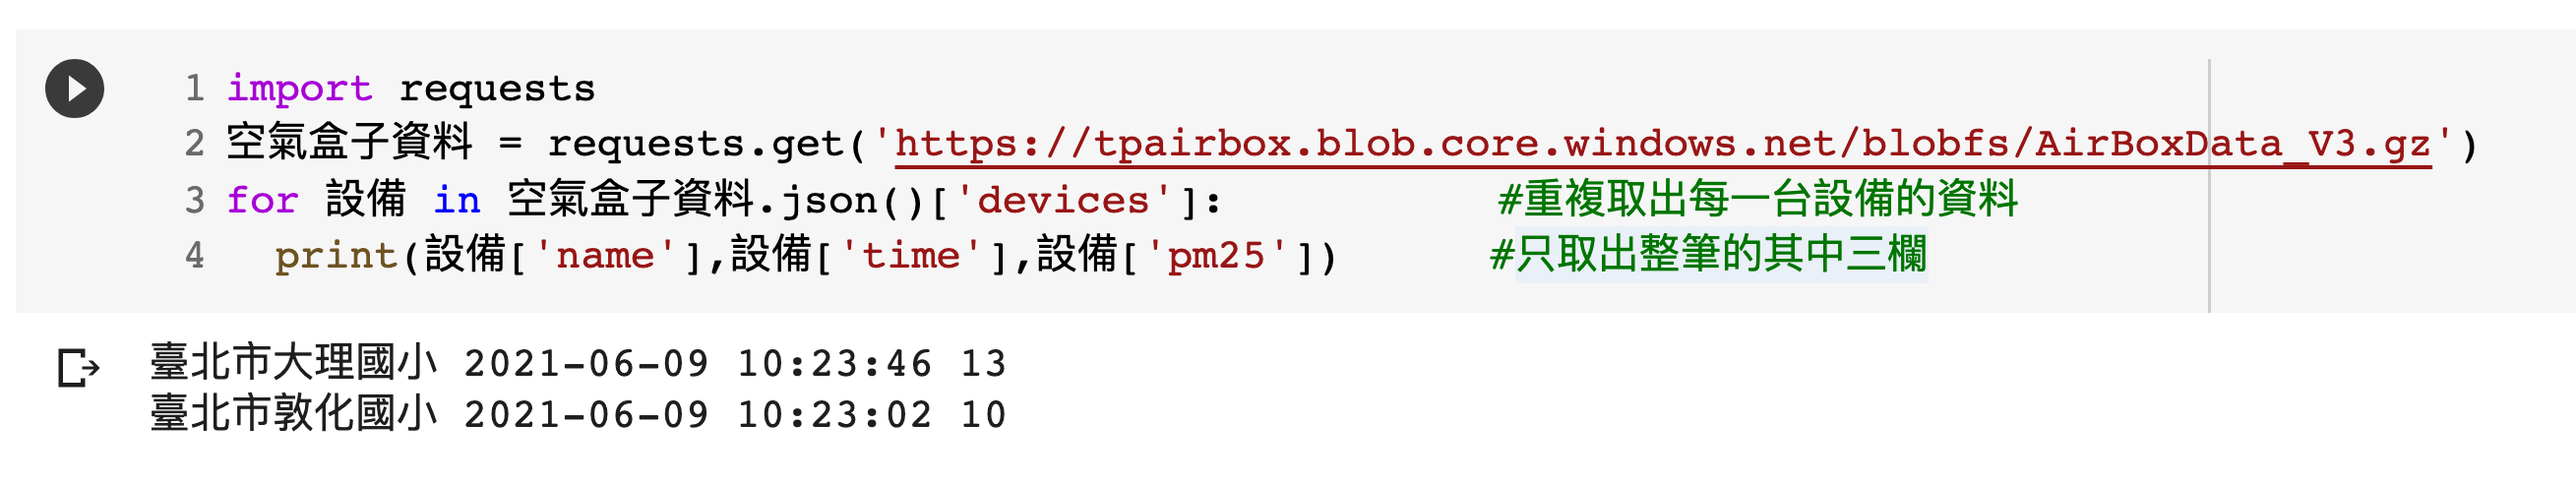 1 import requests
2 空氣盒子資料 = requests.get('https://tpairbox.blob.core.windows.net/blobfs/AirBoxData_V3.gz')
3 for 設備 in 空氣盒子資料.json()['devices']:           #重複取出每一台設備的資料
4   print(設備['name'],設備['time'],設備['pm25'])      #只取出整筆的其中三欄
臺北市大理國小 2021-06-09 10:23:46 13
臺北市敦化國小 2021-06-09 10:23:02 10